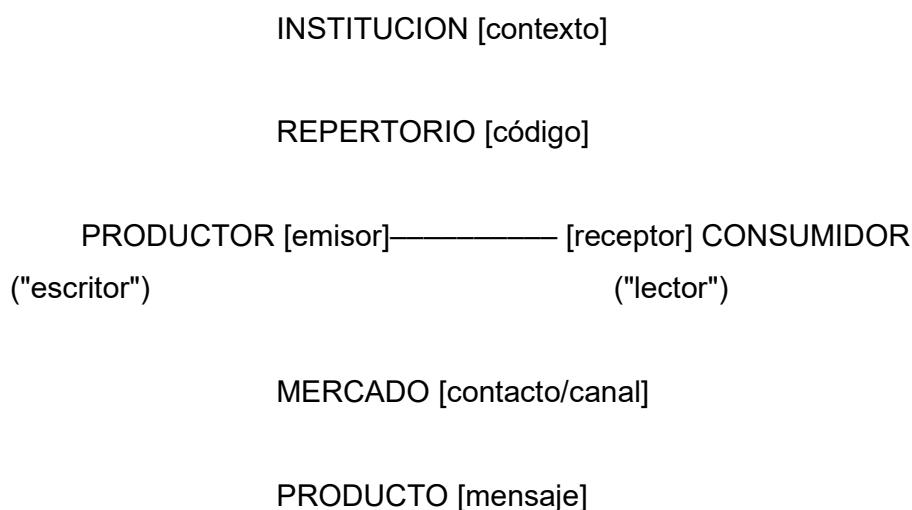 INSTITUCION [contexto]
REPERTORIO [código]
PRODUCTOR [emisor]–––––––––– [receptor] CONSUMIDOR
("escritor") ("lector")
MERCADO [contacto/canal]
PRODUCTO [mensaje]